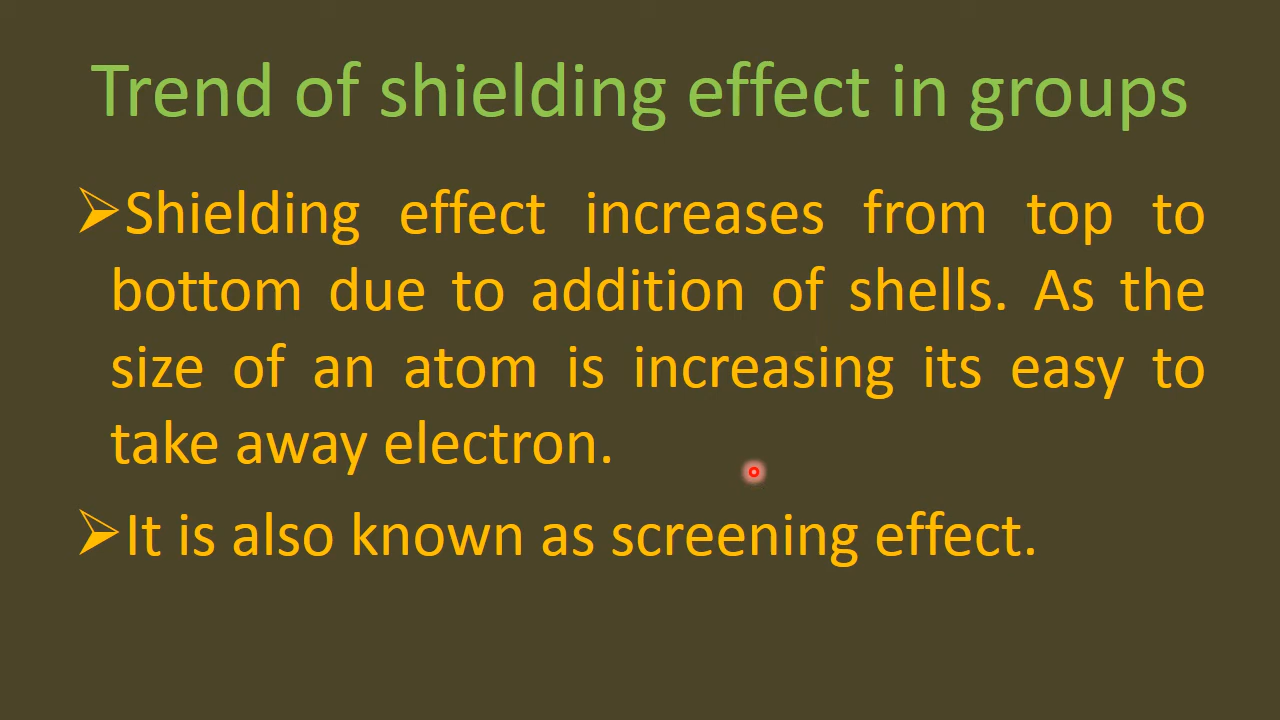 Trend of shielding effect in groups
➢Shielding effect increases from top to
bottom due to addition of shells. As the
size of an atom is increasing its easy to
take away electron.
➢It is also known as screening effect.